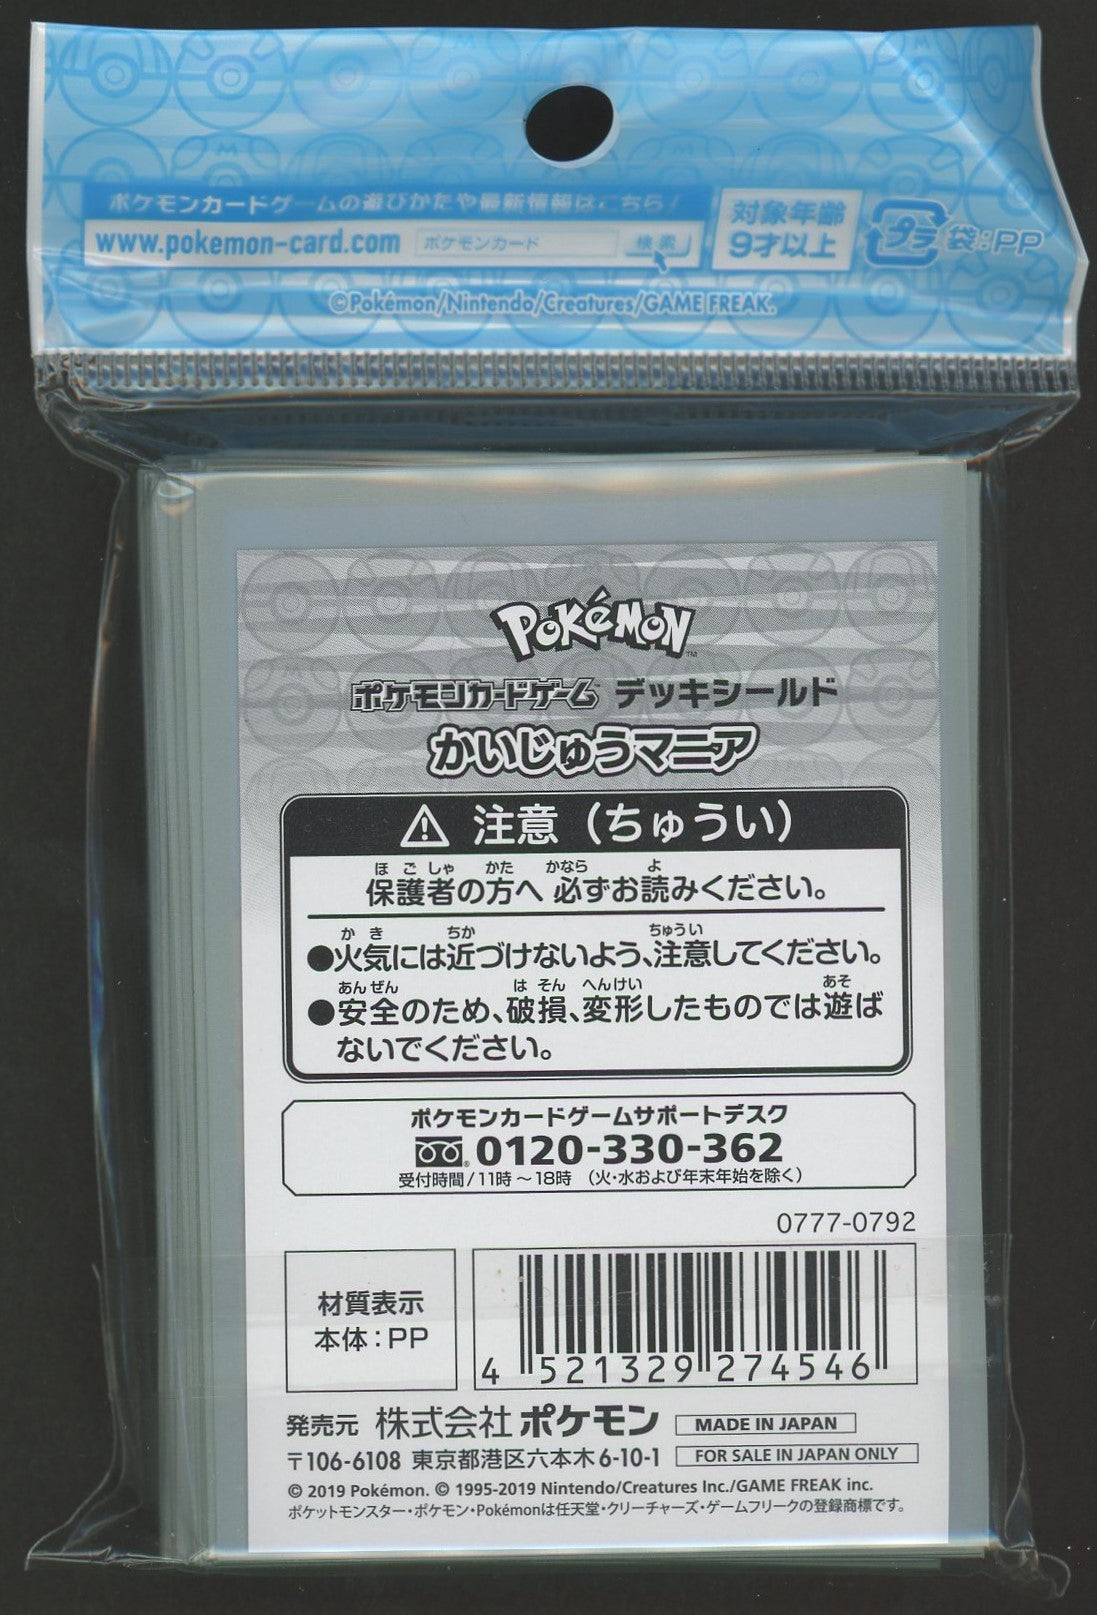 ポケモンカードゲームの遊びかたや最新情報はこちら!
www.pokemon-card.com ポケモンカード 検索
対象年齢
9才以上
プラ 袋:PP
©Pokémon/Nintendo/Creatures/GAME FREAK.
POKéMON™
ポケモンカードゲーム™ デッキシールド
かいじゅうマニア
注意(ちゅうい)
ほごしゃ かた かなら よ
保護者の方へ 必ずお読みください。
かき ちか ちゅうい
●火気には近づけないよう、注意してください。
あんぜん はそん へんけい あそ
●安全のため、破損、変形したものでは遊ば
ないでください。
ポケモンカードゲームサポートデスク
® 0120-330-362
受付時間/11時~18時 (火・水および年末年始を除く)
0777-0792
材質表示
本体:PP
4 521329 274546
発売元 株式会社ポケモン MADE IN JAPAN
〒106-6108 東京都港区六本木6-10-1 FOR SALE IN JAPAN ONLY
© 2019 Pokémon. © 1995-2019 Nintendo/Creatures Inc./GAME FREAK inc.
ポケットモンスター・ポケモン・Pokémonは任天堂・クリーチャーズ・ゲームフリークの登録商標です。